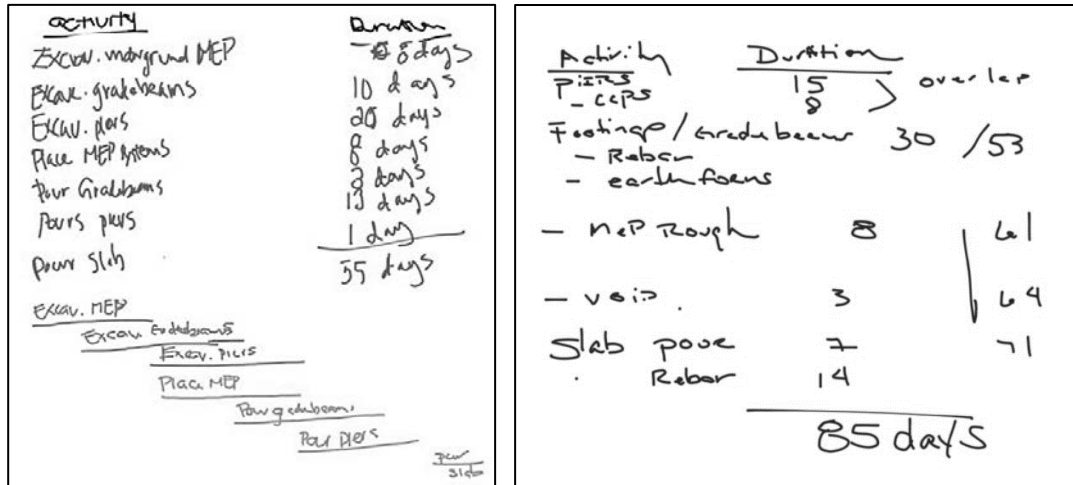 activity Duration
Excav. underground MEP 8 days
Excav. gradebeams 10 days
Excav. piers 20 days
Place MEP Systems 8 days
Pour Gradebeams 3 days
Pours piers 13 days
Pour Slab 1 day
55 days
Excav. MEP
Excav. Gradebeams
Excav. piers
Place MEP
Pour gradebeams
Pour piers
pour
slab
Activity Duration
Piers 15
- caps 8 overlap
Footings/Gradebeams 30 /53
- Rebar
- earth forms
- MEP Rough 8 61
- void 3 64
Slab pour 7 71
Rebar 14
85 days